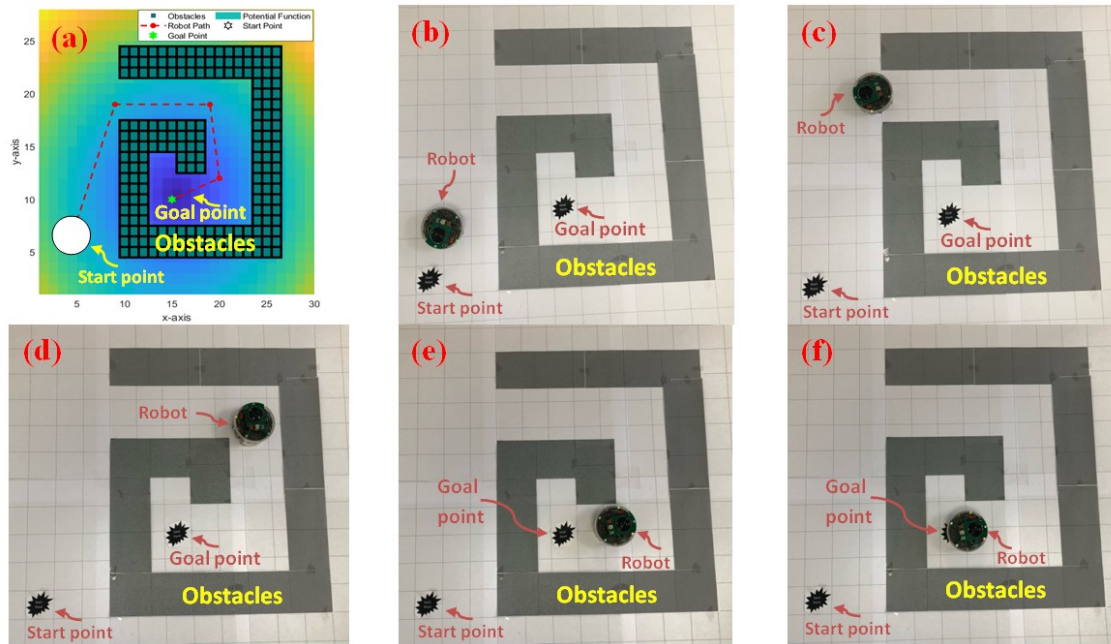 (a)
Obstacles
Potential Function
Robot Path
Start Point
Goal Point
25
20
15
10
5
y-axis
Goal point
Obstacles
Start point
5
10
15
20
25
30
x-axis
(b)
Robot
Goal point
Obstacles
Start point
(c)
Robot
Goal point
Obstacles
Start point
(d)
Robot
Goal point
Obstacles
Start point
(e)
Goal
point
Robot
Obstacles
Start point
(f)
Goal
point
Robot
Obstacles
Start point